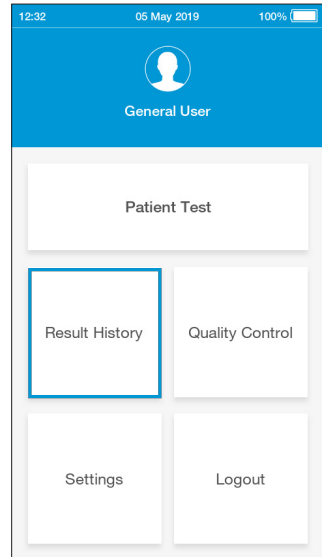 12:32 05 May 2019 100%
General User
Patient Test
Result History Quality Control
Settings Logout